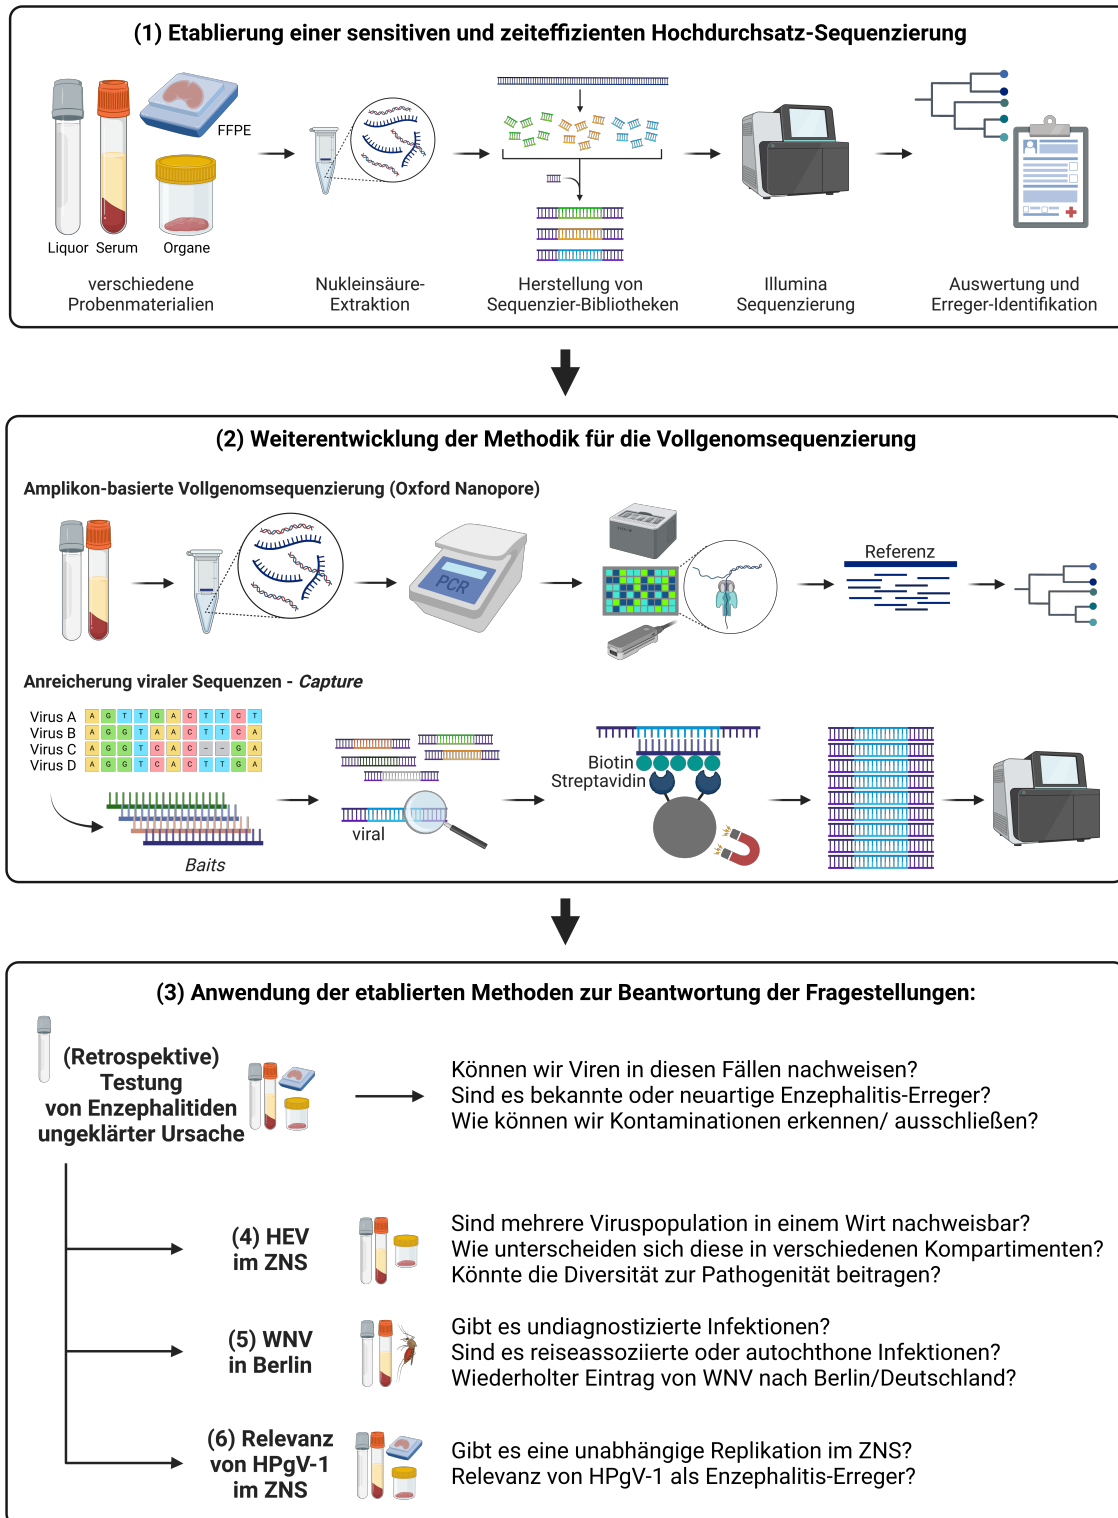 (1) Etablierung einer sensitiven und zeiteffizienten Hochdurchsatz-Sequenzierung
FFPE
Liquor Serum Organe
verschiedene
Probenmaterialien
Nukleinsäure-
Extraktion
Herstellung von
Sequenzier-Bibliotheken
Illumina
Sequenzierung
Auswertung und
Erreger-Identifikation
(2) Weiterentwicklung der Methodik für die Vollgenomsequenzierung
Amplikon-basierte Vollgenomsequenzierung (Oxford Nanopore)
PCR
Referenz
Anreicherung viraler Sequenzen - Capture
Virus A A G T T G A C T T C T
Virus B A G G T A A C T T C A
Virus C A G G T C A C - - G A
Virus D A G G T C A C T T G A
Baits
viral
Biotin
Streptavidin
(3) Anwendung der etablierten Methoden zur Beantwortung der Fragestellungen:
(Retrospektive)
Testung
von Enzephalitiden
ungeklärter Ursache
Können wir Viren in diesen Fällen nachweisen?
Sind es bekannte oder neuartige Enzephalitis-Erreger?
Wie können wir Kontaminationen erkennen/ ausschließen?
(4) HEV
im ZNS
Sind mehrere Viruspopulation in einem Wirt nachweisbar?
Wie unterscheiden sich diese in verschiedenen Kompartimenten?
Könnte die Diversität zur Pathogenität beitragen?
(5) WNV
in Berlin
Gibt es undiagnostizierte Infektionen?
Sind es reiseassoziierte oder autochthone Infektionen?
Wiederholter Eintrag von WNV nach Berlin/Deutschland?
(6) Relevanz
von HPgV-1
im ZNS
Gibt es eine unabhängige Replikation im ZNS?
Relevanz von HPgV-1 als Enzephalitis-Erreger?